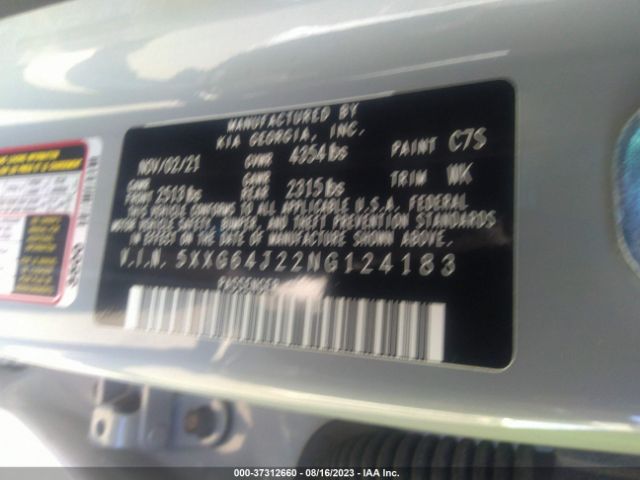 MANUFACTURED BY
KIA GEORGIA, INC.
NOV/02/21 GVWR 4354 lbs PAINT C7S
GAWR FRONT 2513 lbs GAWR REAR 2315 lbs TRIM WK
THIS VEHICLE CONFORMS TO ALL APPLICABLE U.S.A. FEDERAL
MOTOR VEHICLE SAFETY, BUMPER, AND THEFT PREVENTION STANDARDS
IN EFFECT ON THE DATE OF MANUFACTURE SHOWN ABOVE.
V.I.N. 5XXG64J22NG124183
PASSENGER
000-37312660 - 08/16/2023 - IAA Inc.